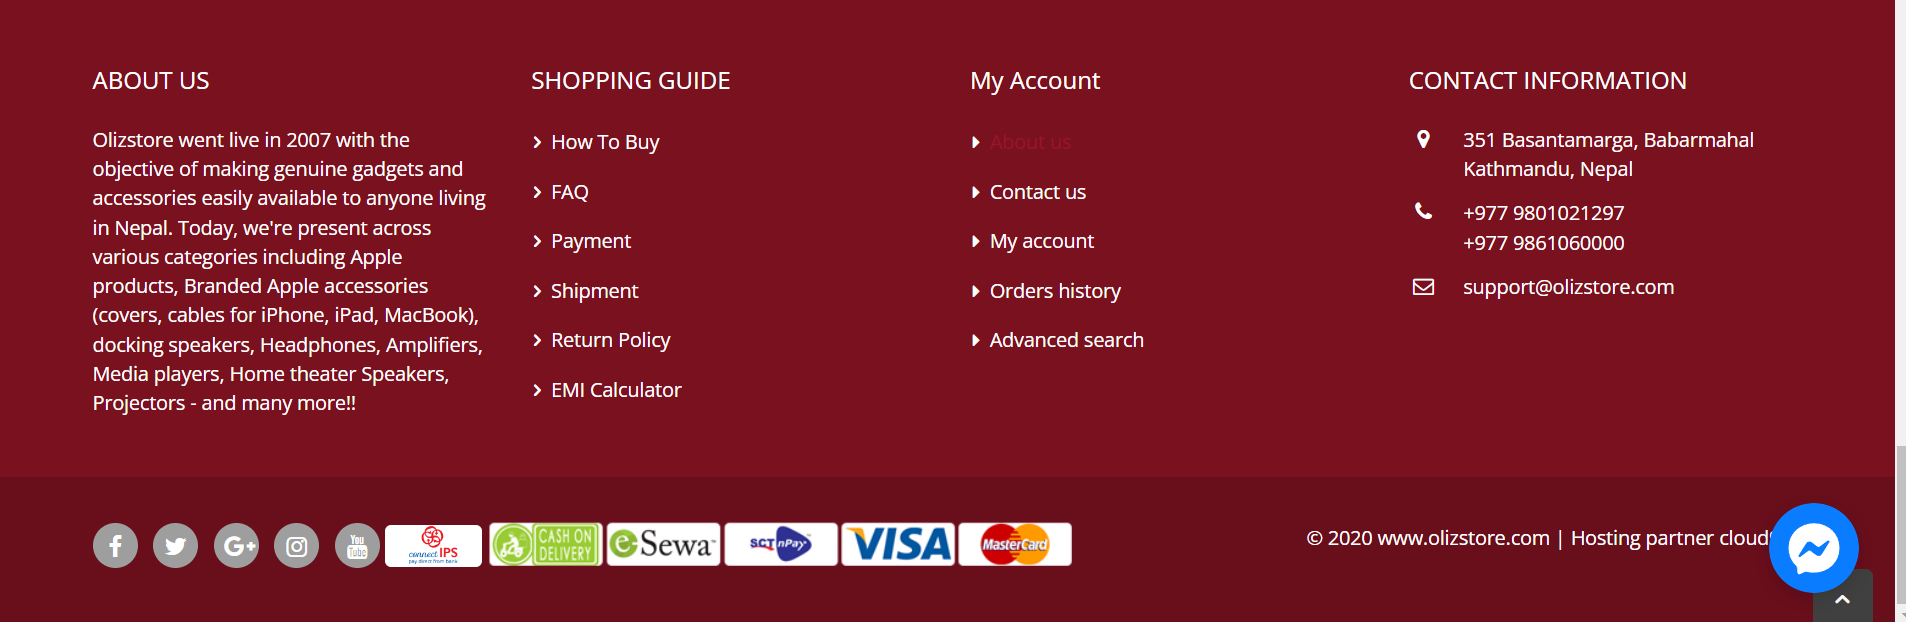 ABOUT US
Olizstore went live in 2007 with the
objective of making genuine gadgets and
accessories easily available to anyone living
in Nepal. Today, we're present across
various categories including Apple
products, Branded Apple accessories
(covers, cables for iPhone, iPad, MacBook),
docking speakers, Headphones, Amplifiers,
Media players, Home theater Speakers,
Projectors - and many more!!
SHOPPING GUIDE
How To Buy
FAQ
Payment
Shipment
Return Policy
EMI Calculator
My Account
About us
Contact us
My account
Orders history
Advanced search
CONTACT INFORMATION
351 Basantamarga, Babarmahal
Kathmandu, Nepal
+977 9801021297
+977 9861060000
support@olizstore.com
You
Tube
connect IPS
pay direct from bank
CASH ON
DELIVERY
e-Sewa™
SCT nPay
VISA
MasterCard
© 2020 www.olizstore.com | Hosting partner